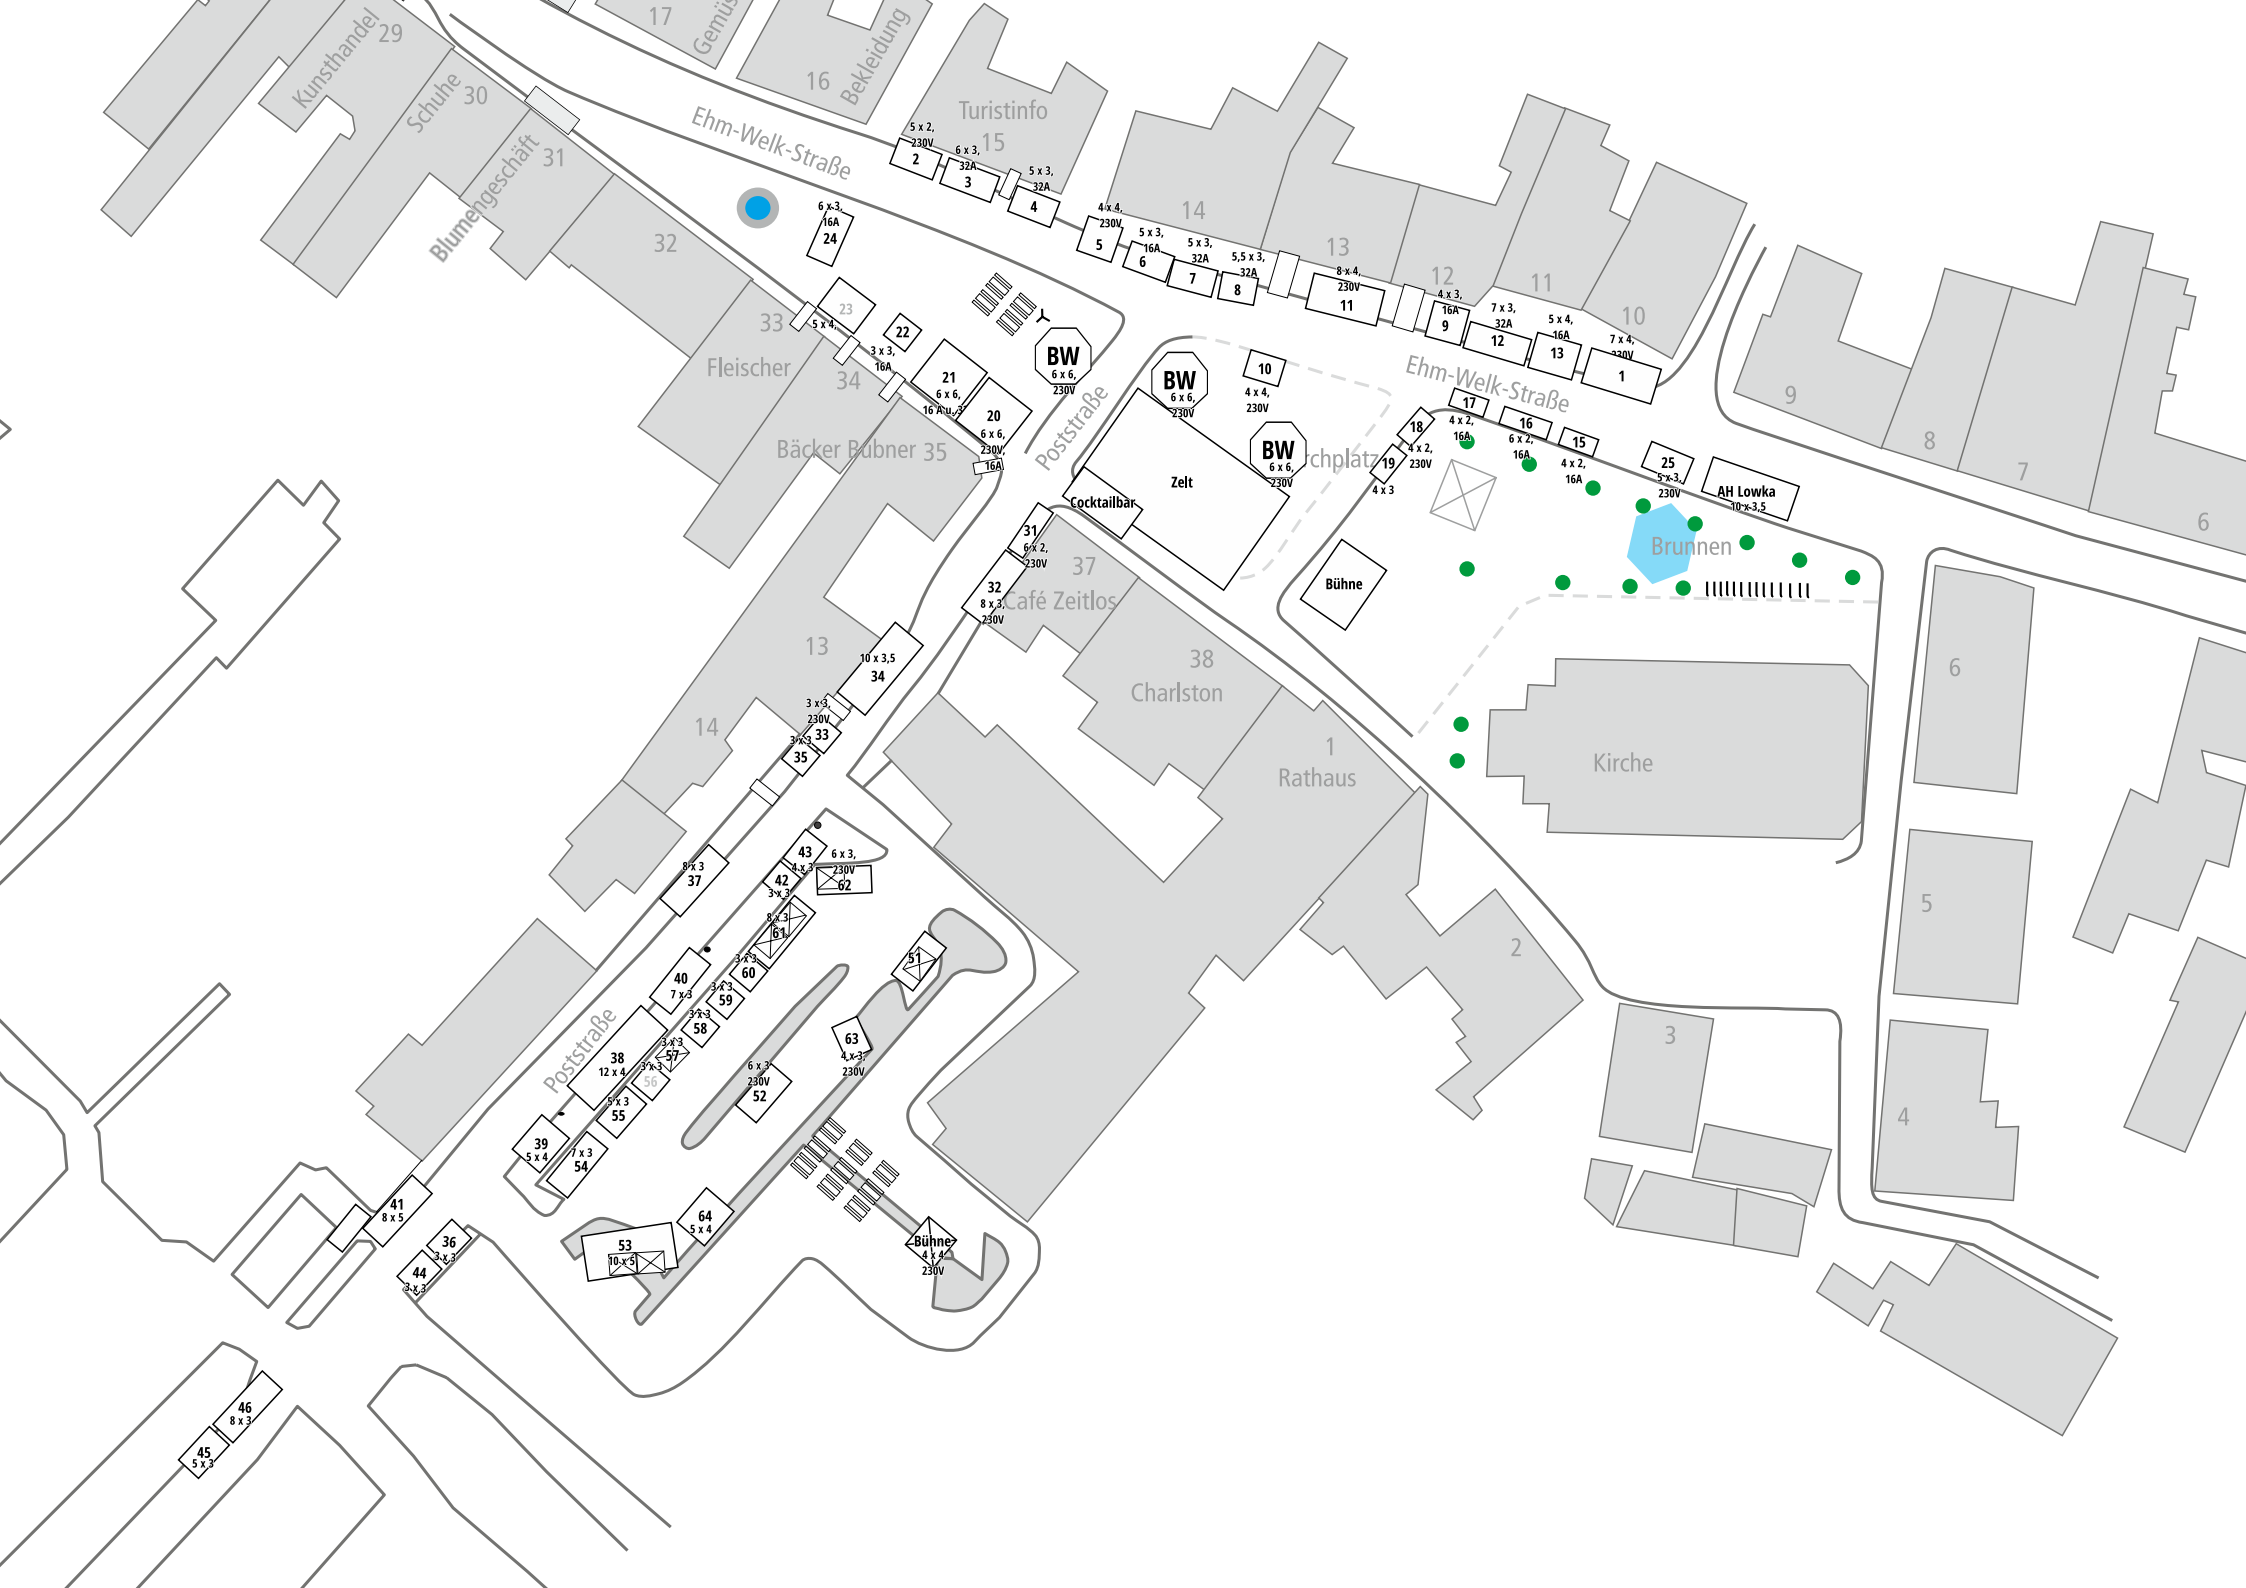 29
Kunsthandel
Schuhe
30
Blumengeschäft
31
32
33
Fleischer
34
Bäcker Bubner 35
17
Gemüs
16
Bekleidung
Turistinfo
15
14
13
12
11
10
9
8
7
6
Ehm-Welk-Straße
Ehm-Welk-Straße
5 x 2,
230V
2
6 x 3,
32A
3
5 x 3,
32A
4
4 x 4,
230V
5
5 x 3,
16A
6
5 x 3,
32A
7
5,5 x 3,
32A
8
8 x 4,
230V
11
4 x 3,
16A
9
7 x 3,
32A
12
5 x 4,
16A
13
7 x 4,
230V
1
6 x 3,
16A
24
23
5 x 4,
22
3 x 3,
16A
21
6 x 6,
16 A u. 3
20
6 x 6,
230V,
16A
BW
6 x 6,
230V
BW
6 x 6,
230V
BW
6 x 6,
230V
10
4 x 4,
230V
rchplatz
Poststraße
Zelt
Cocktailbar
17
4 x 2,
16A
16
6 x 2,
16A
15
4 x 2,
16A
18
4 x 2,
230V
19
4 x 3
25
5 x 3,
230V
AH Lowka
10 x 3,5
Brunnen
Bühne
31
6 x 2,
230V
32
8 x 3,
230V
37
Café Zeitlos
38
Charlston
1
Rathaus
Kirche
6
5
4
3
2
13
14
10 x 3,5
34
3 x 3,
230V
33
3 x 3
35
8 x 3
37
43
4 x 3
42
3 x 3
6 x 3,
230V
62
8 x 3
61
3 x 3
60
3 x 3
59
3 x 3
58
3 x 3
57
3 x 3
56
5 x 3
55
7 x 3
54
40
7 x 3
38
12 x 4
39
5 x 4
Poststraße
51
63
4 x 3,
230V
6 x 3
230V
52
64
5 x 4
53
10 x 5
Bühne
4 x 4
230V
41
8 x 5
36
3 x 3
44
3 x 3
46
8 x 3
45
5 x 3